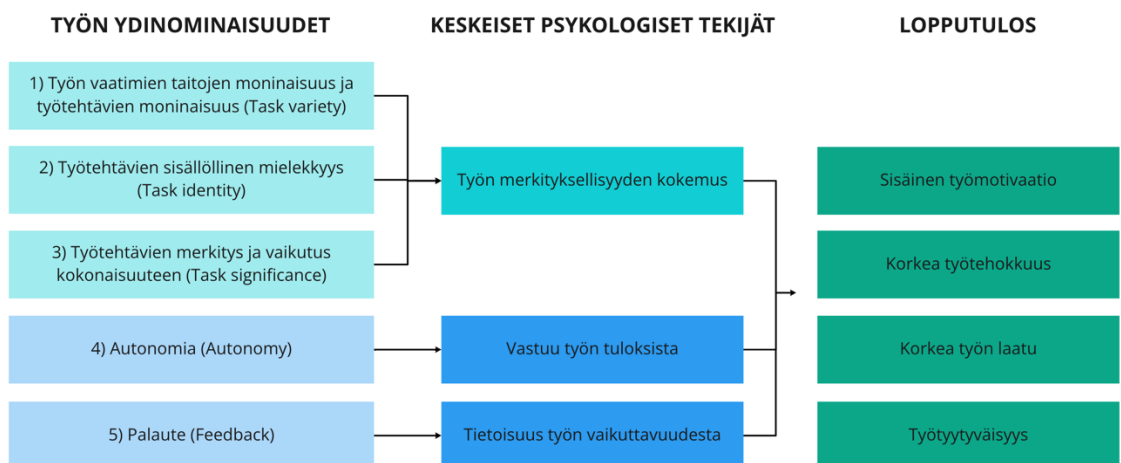 TYÖN YDINOMINAISUUDET
KESKEISET PSYKOLOGISET TEKIJÄT
LOPPUTULOS
1) Työn vaatimien taitojen moninaisuus ja
työtehtävien moninaisuus (Task variety)
2) Työtehtävien sisällöllinen mielekkyys
(Task identity)
3) Työtehtävien merkitys ja vaikutus
kokonaisuuteen (Task significance)
4) Autonomia (Autonomy)
5) Palaute (Feedback)
Työn merkityksellisyyden kokemus
Vastuu työn tuloksista
Tietoisuus työn vaikuttavuudesta
Sisäinen työmotivaatio
Korkea työtehokkuus
Korkea työn laatu
Työtyytyväisyys